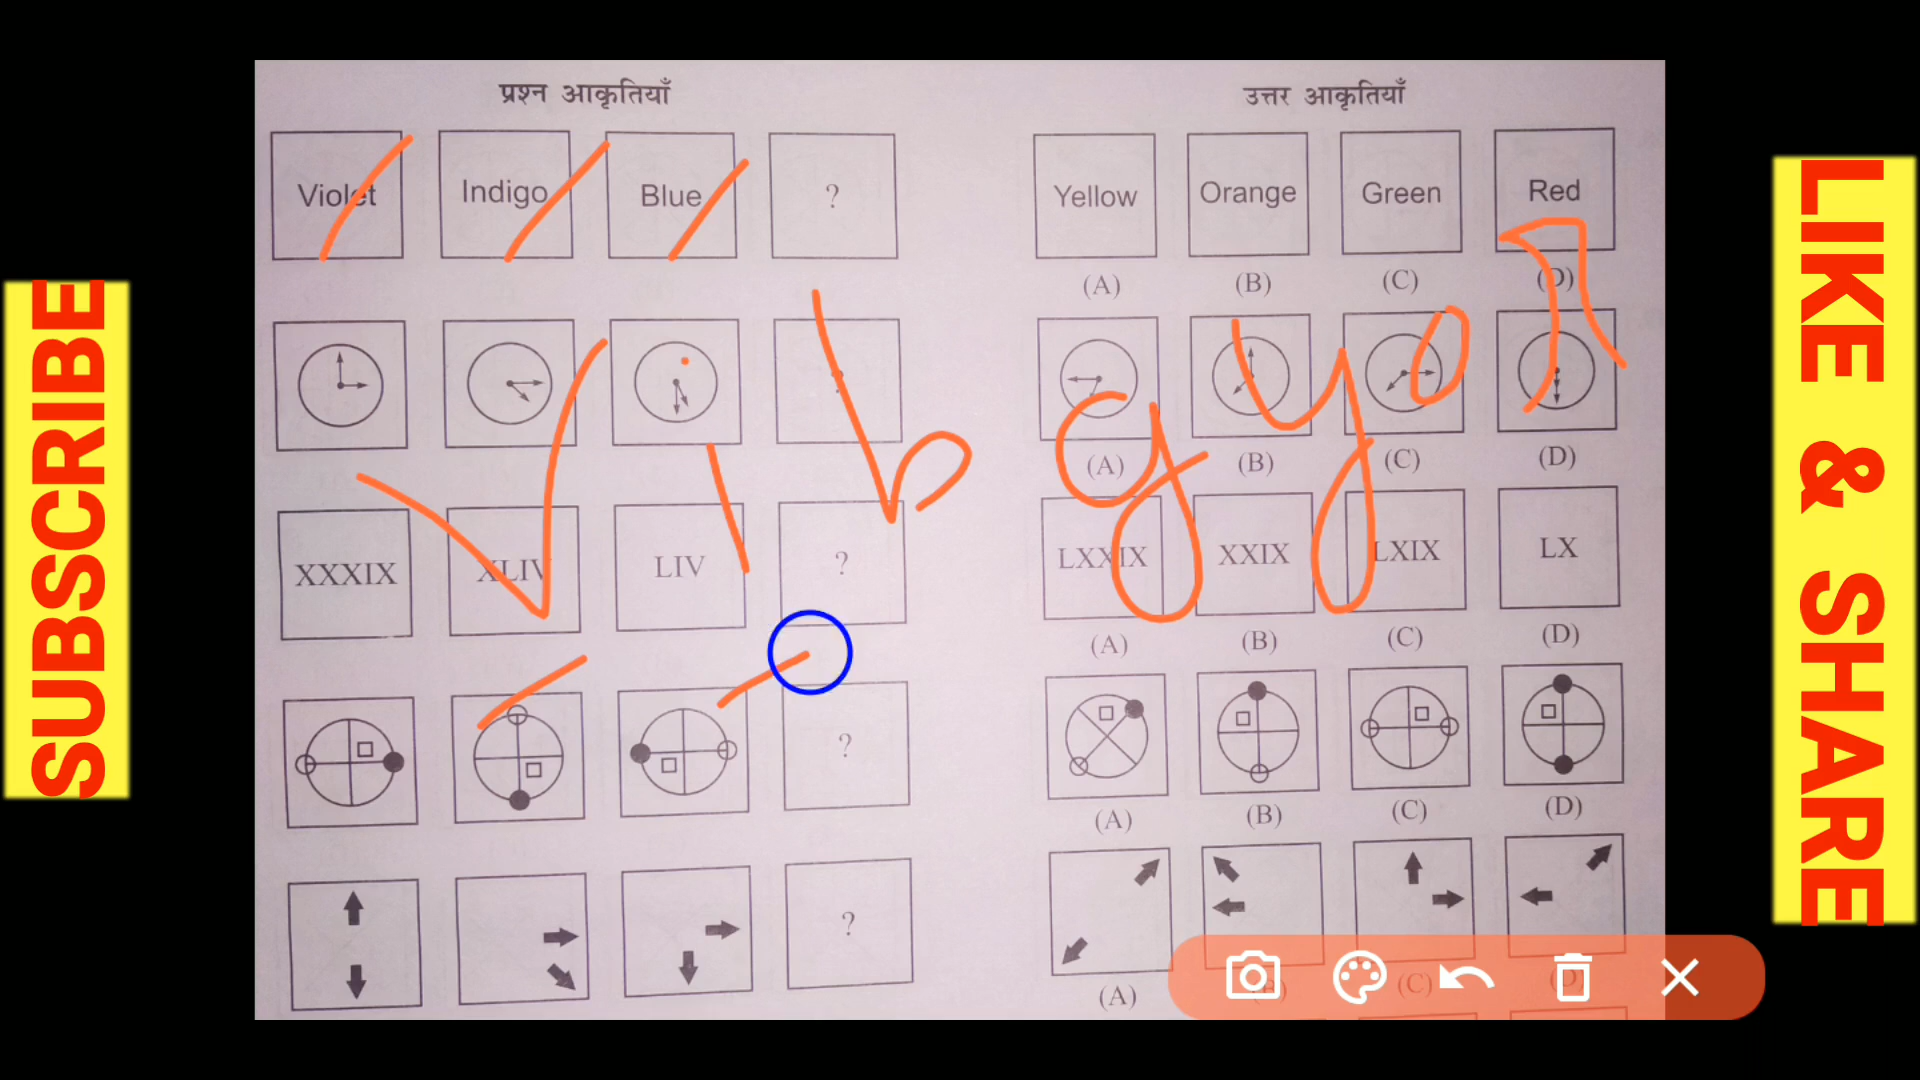 SUBSCRIBE
LIKE & SHARE
प्रश्न आकृतियाँ
उत्तर आकृतियाँ
Violet Indigo Blue ?
Yellow Orange Green Red
(A) (B) (C) (D)
?
(A) (B) (C) (D)
XXXIX XLIV LIV ?
LXXIX XXIX LXIX LX
(A) (B) (C) (D)
?
(A) (B) (C) (D)
?
(A) (B) (C) (D)